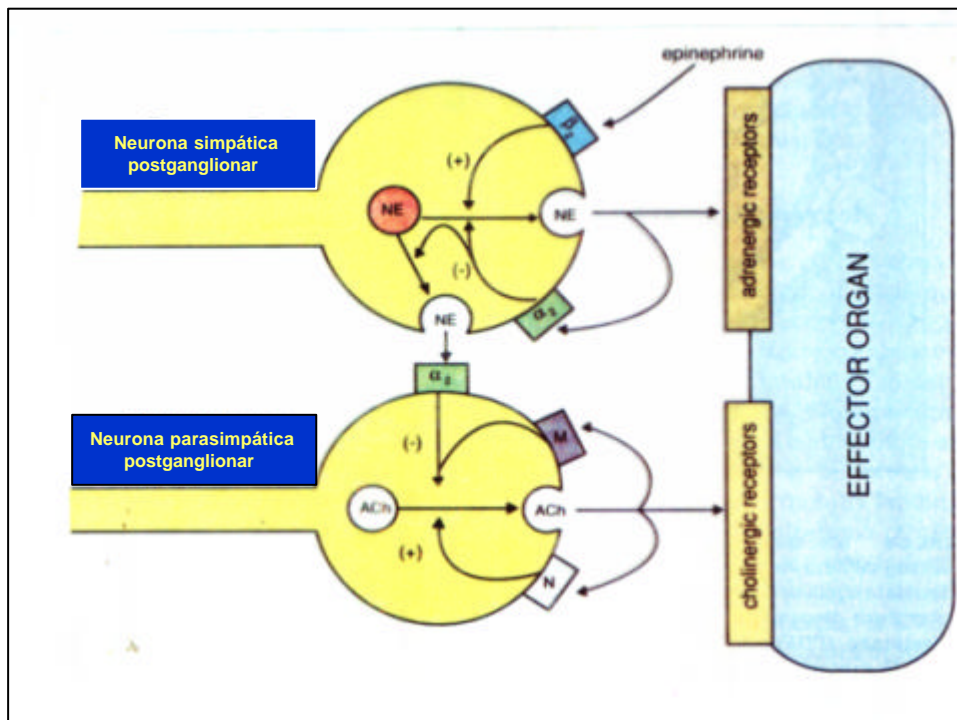 epinephrine
Neurona simpática
postganglionar
β₂
(+)
NE
NE
(-)
α₂
NE
adrenergic receptors
EFFECTOR ORGAN
α₂
Neurona parasimpática
postganglionar
(-)
M
ACh
ACh
(+)
N
cholinergic receptors